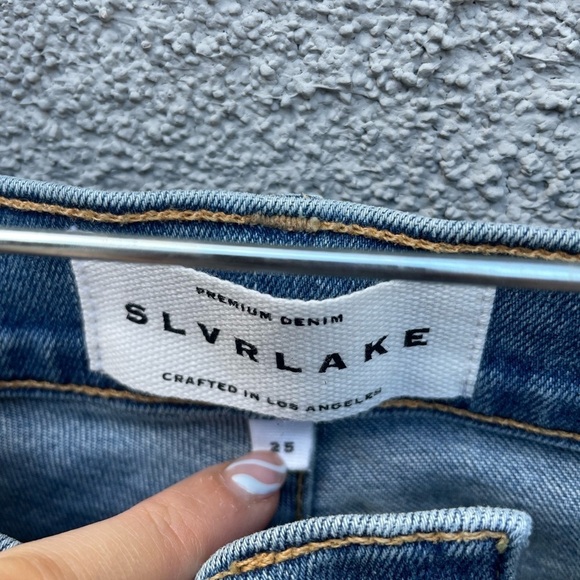 PREMIUM DENIM
SLVRLAKE
CRAFTED IN LOS ANGELES
25